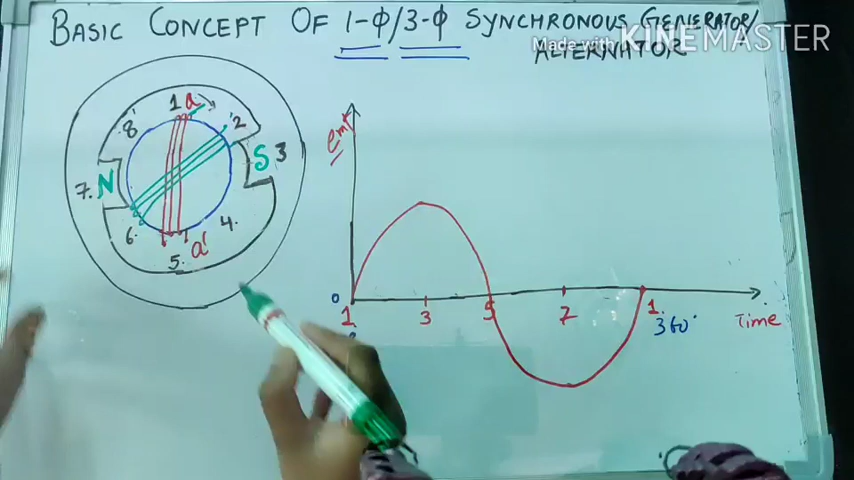 BASIC CONCEPT OF 1-Φ/3-Φ SYNCHRONOUS GENERATOR/
ALTERNATOR
Made with KINEMASTER
1 a
8
2
N
S 3
7.
6.
4.
5.
a'
emf
0
1
3
5
7
1.
360°
Time